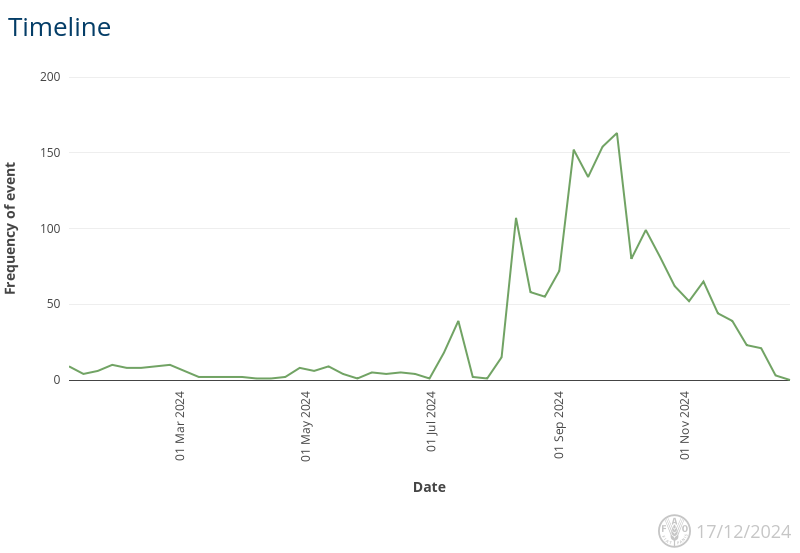 Timeline
200
150
100
50
0
Frequency of event
01 Mar 2024
01 May 2024
01 Jul 2024
01 Sep 2024
01 Nov 2024
Date
FAO 17/12/2024